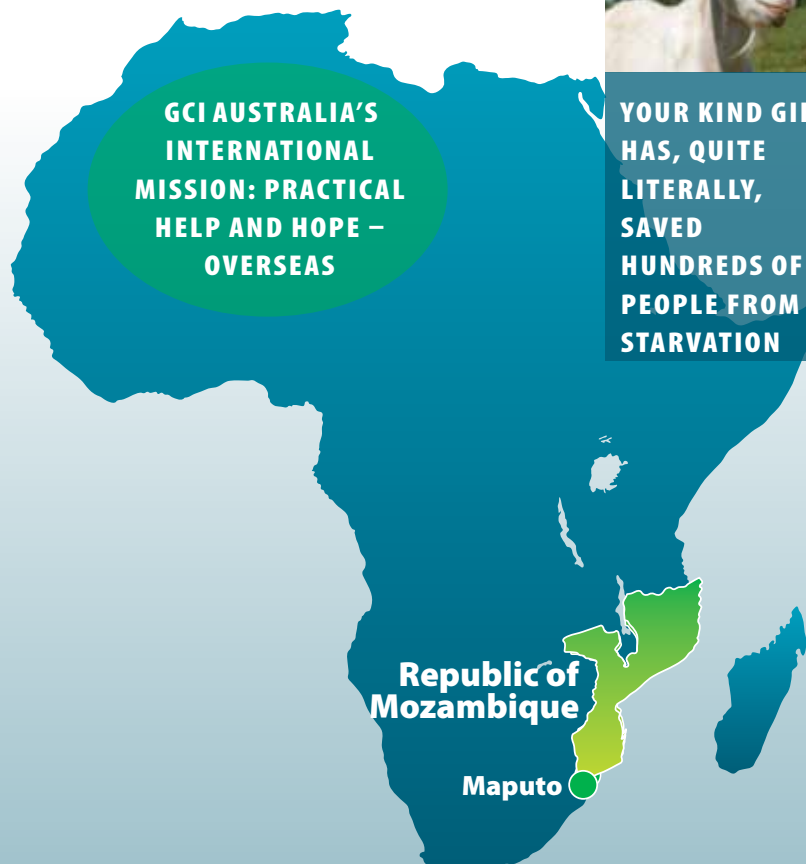 GCI AUSTRALIA’S
INTERNATIONAL
MISSION: PRACTICAL
HELP AND HOPE –
OVERSEAS
YOUR KIND
HAS, QUITE
LITERALLY,
SAVED
HUNDREDS OF
PEOPLE FROM
STARVATION
Republic of
Mozambique
Maputo